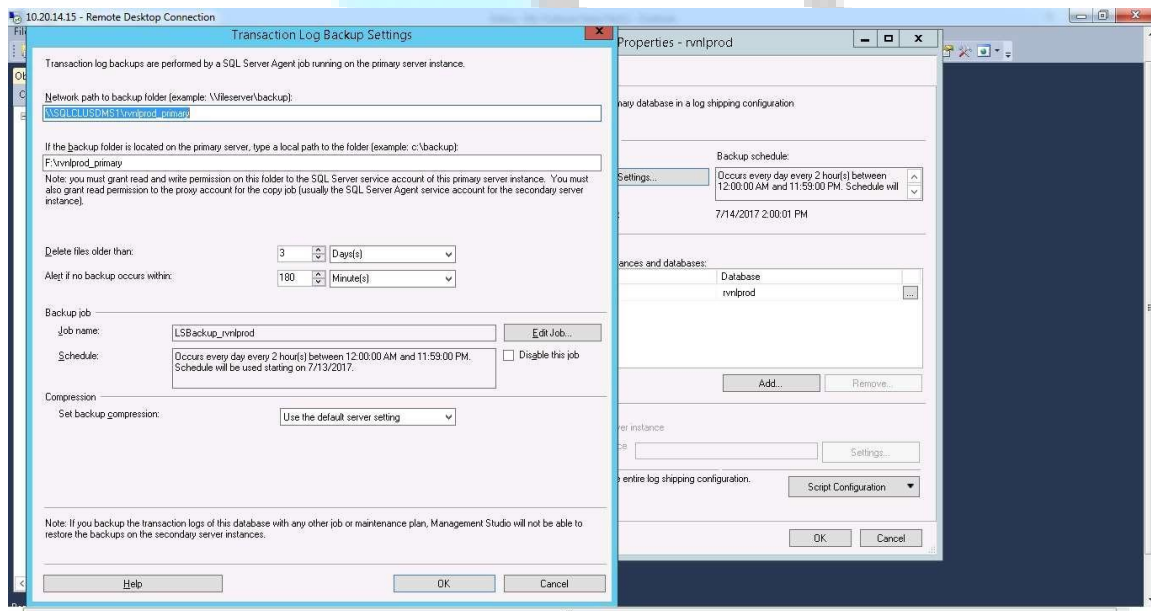 10.20.14.15 - Remote Desktop Connection
Transaction Log Backup Settings
Transaction log backups are performed by a SQL Server Agent job running on the primary server instance.
Network path to backup folder (example: \\fileserver\backup):
\\SQLCLUSDMS1\rvnlprod_primary
If the backup folder is located on the primary server, type a local path to the folder (example: c:\backup):
F:\rvnlprod_primary
Note: you must grant read and write permission on this folder to the SQL Server service account of this primary server instance. You must
also grant read permission to the proxy account for the copy job (usually the SQL Server Agent service account for the secondary server
instance).
Delete files older than: 3 Days(s)
Alert if no backup occurs within: 180 Minute(s)
Backup job
Job name: LSBackup_rvnlprod Edit Job...
Schedule: Occurs every day every 2 hour(s) between 12:00:00 AM and 11:59:00 PM.
Schedule will be used starting on 7/13/2017.
Disable this job
Compression
Set backup compression: Use the default server setting
Note: If you backup the transaction logs of this database with any other job or maintenance plan, Management Studio will not be able to
restore the backups on the secondary server instances.
Help OK Cancel
Properties - rvnlprod
database in a log shipping configuration
Backup schedule:
Settings...
Occurs every day every 2 hour(s) between
12:00:00 AM and 11:59:00 PM. Schedule will
7/14/2017 2:00:01 PM
and databases:
Database
rvnlprod ...
Add... Remove...
instance
Settings...
entire log shipping configuration.
Script Configuration
OK Cancel